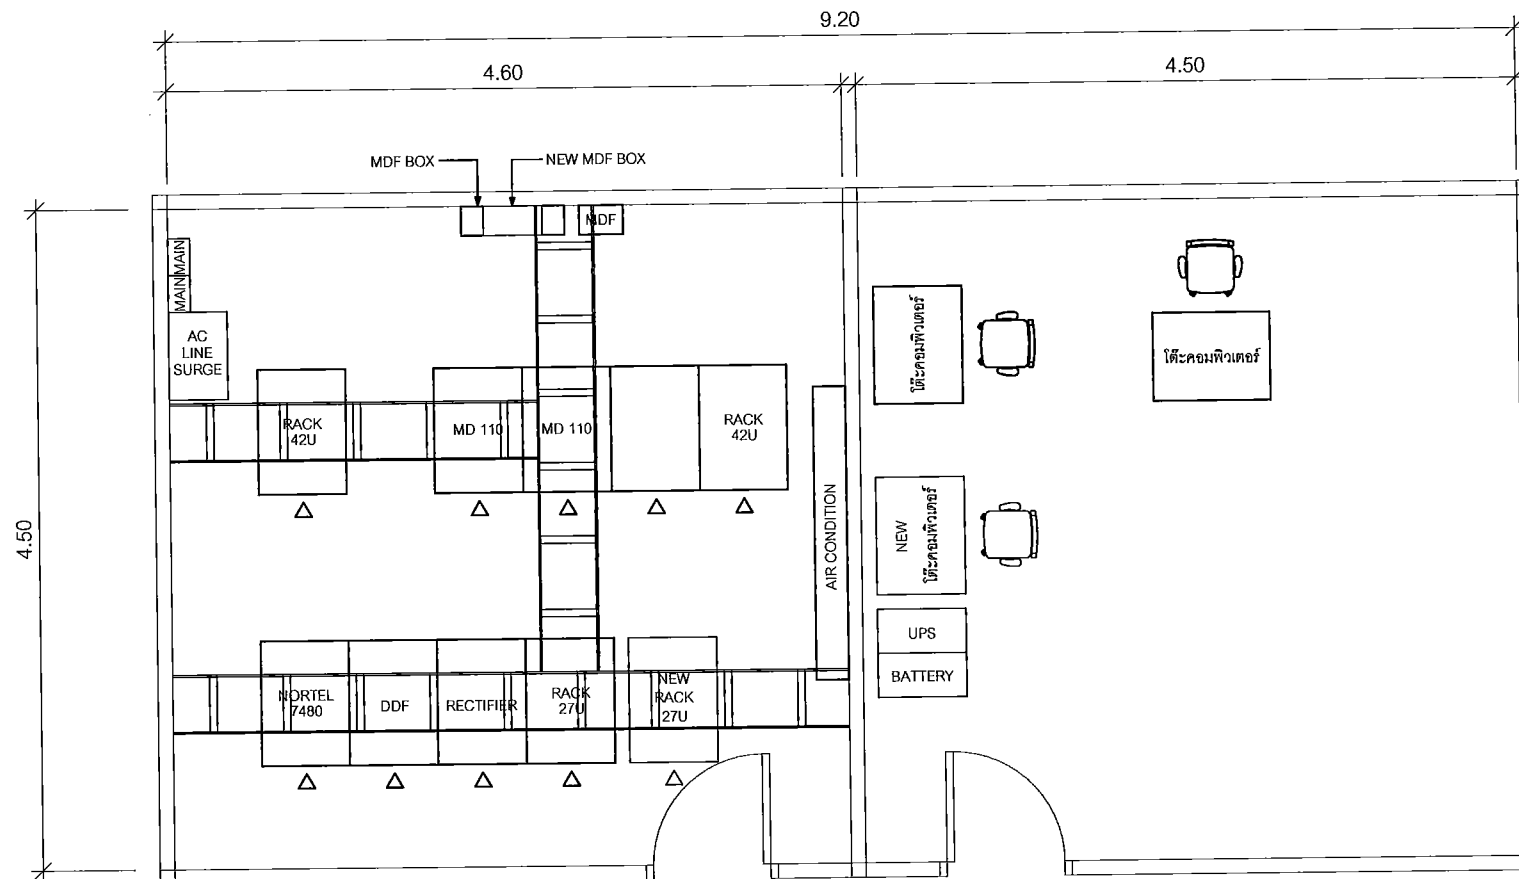 9.20
4.60
4.50
MDF BOX
NEW MDF BOX
MDF
MAIN
MAIN
AC
LINE
SURGE
โต๊ะคอมพิวเตอร์
โต๊ะคอมพิวเตอร์
RACK
42U
MD 110
MD 110
RACK
42U
4.50
AIR CONDITION
NEW
โต๊ะคอมพิวเตอร์
UPS
BATTERY
NORTEL
7480
DDF
RECTIFIER
RACK
27U
NEW
RACK
27U